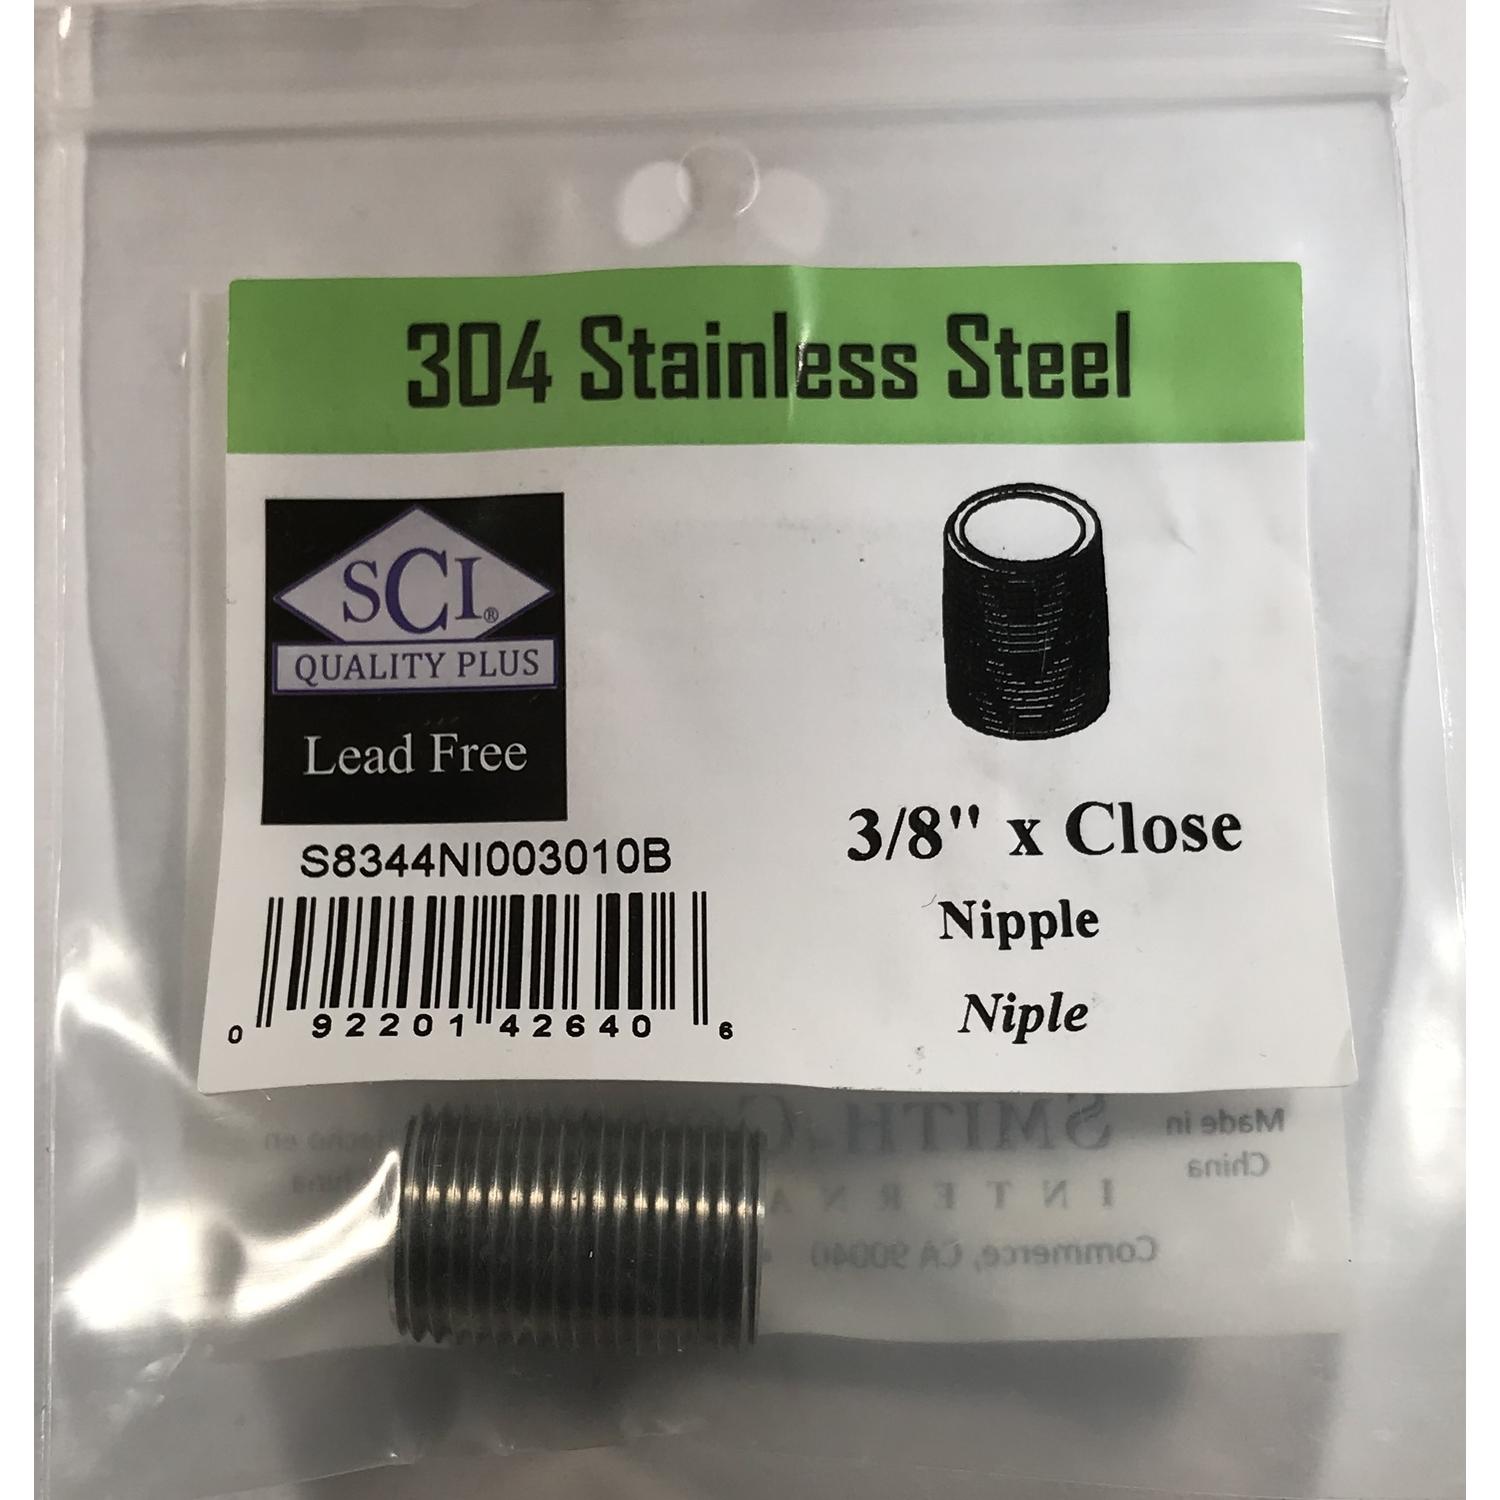 304 Stainless Steel
SCI®
QUALITY PLUS
Lead Free
S8344NI003010B
0 92201 42640 6
3/8" x Close
Nipple
Niple
Made in
China
SMITH
Commerce, CA 90040